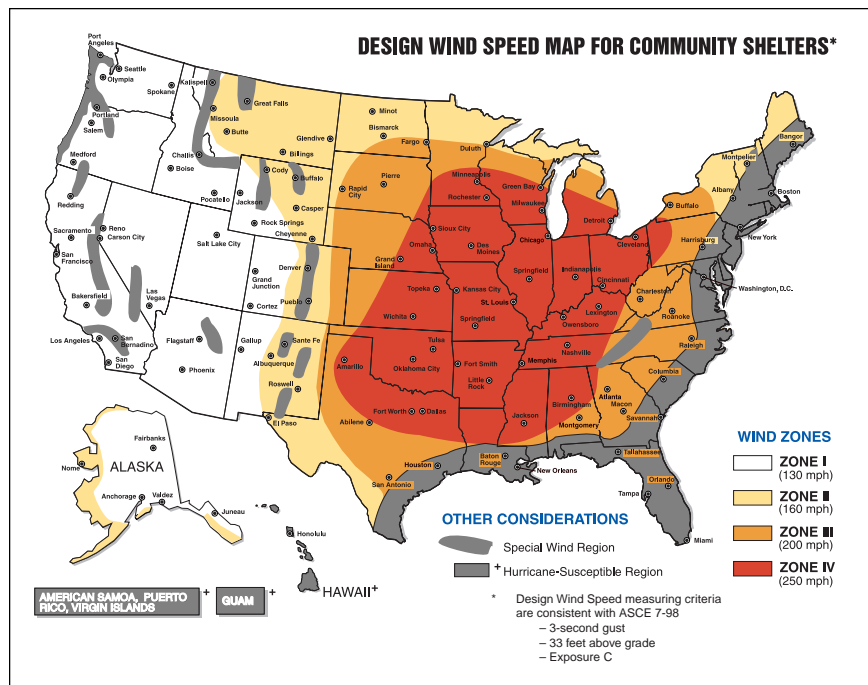 DESIGN WIND SPEED MAP FOR COMMUNITY SHELTERS*
Port
Angeles
Seattle
Olympia
Spokane
Portland
Salem
Medford
Kalispell
Great Falls
Missoula
Butte
Glendive
Billings
Challis
Boise
Pocatello
Cody
Buffalo
Jackson
Casper
Rock Springs
Cheyenne
Minot
Bismarck
Fargo
Pierre
Rapid
City
Duluth
Minneapolis
Rochester
Green Bay
Milwaukee
Chicago
Detroit
Cleveland
Buffalo
Albany
Montpelier
Bangor
Boston
New York
Harrisburg
Washington, D.C.
Redding
Reno
Carson City
Sacramento
San
Francisco
Bakersfield
Las
Vegas
Los Angeles
San
Bernadino
San
Diego
Salt Lake City
Grand
Junction
Cortez
Denver
Pueblo
Flagstaff
Phoenix
Gallup
Sante Fe
Albuquerque
Roswell
El Paso
Grand
Island
Omaha
Sioux City
Des
Moines
Topeka
Wichita
Kansas City
St. Louis
Springfield
Springfield
Indianapolis
Cincinnati
Charleston
Roanoke
Raleigh
Lexington
Owensboro
Nashville
Memphis
Tulsa
Oklahoma City
Amarillo
Fort Smith
Little
Rock
Fort Worth
Dallas
Abilene
San Antonio
Houston
Baton
Rouge
New Orleans
Jackson
Birmingham
Montgomery
Atlanta
Macon
Columbia
Savannah
Tallahassee
Orlando
Tampa
Miami
ALASKA
Fairbanks
Nome
Anchorage
Valdez
Juneau
Honolulu
HAWAII+
AMERICAN SAMOA, PUERTO
RICO, VIRGIN ISLANDS
+
GUAM
+
OTHER CONSIDERATIONS
Special Wind Region
+ Hurricane-Susceptible Region
* Design Wind Speed measuring criteria
are consistent with ASCE 7-98
– 3-second gust
– 33 feet above grade
– Exposure C
WIND ZONES
ZONE I
(130 mph)
ZONE II
(160 mph)
ZONE III
(200 mph)
ZONE IV
(250 mph)